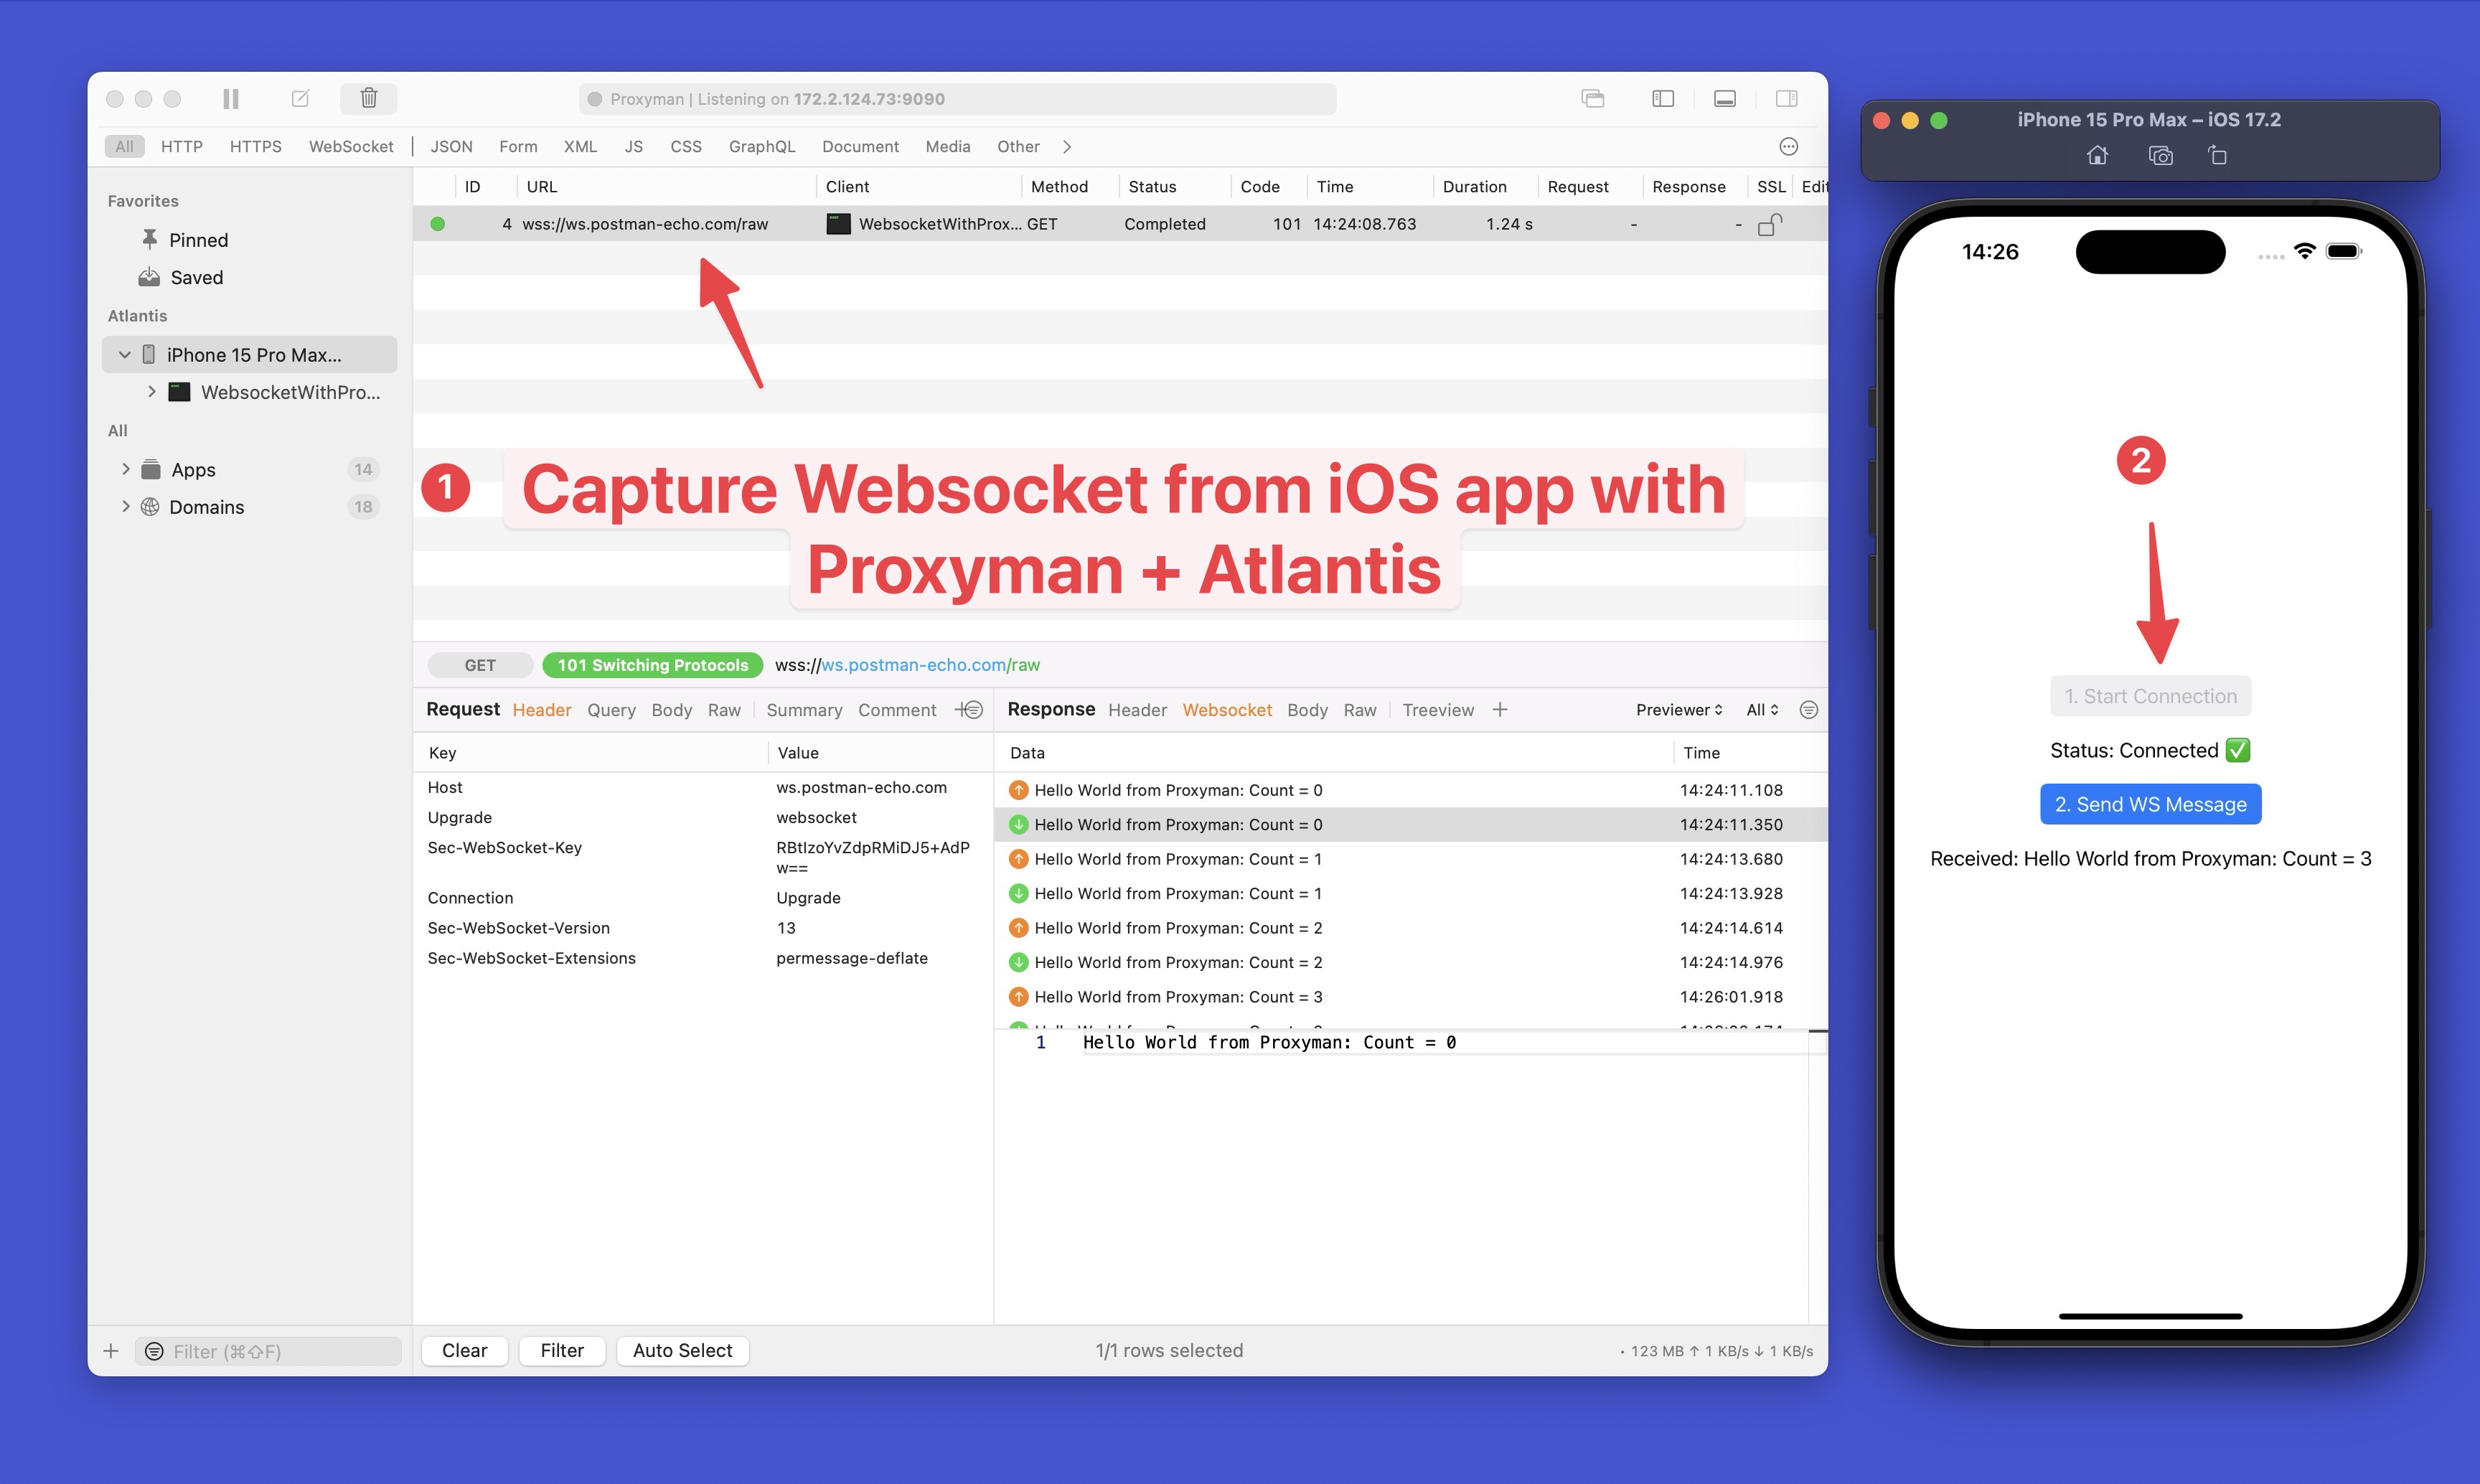 Proxyman | Listening on 172.2.124.73:9090
All HTTP HTTPS WebSocket JSON Form XML JS CSS GraphQL Document Media Other
Favorites
Pinned
Saved
Atlantis
iPhone 15 Pro Max...
WebsocketWithPro...
All
Apps 14
Domains 18
Filter (⌘⇧F)
ID URL Client Method Status Code Time Duration Request Response SSL Edit
4 wss://ws.postman-echo.com/raw WebsocketWithProx... GET Completed 101 14:24:08.763 1.24 s - -
1 Capture Websocket from iOS app with
Proxyman + Atlantis
GET 101 Switching Protocols wss://ws.postman-echo.com/raw
Request Header Query Body Raw Summary Comment
Key Value
Host ws.postman-echo.com
Upgrade websocket
Sec-WebSocket-Key RBtIzoYvZdpRMiDJ5+AdP
w==
Connection Upgrade
Sec-WebSocket-Version 13
Sec-WebSocket-Extensions permessage-deflate
Response Header Websocket Body Raw Treeview + Previewer All
Data Time
Hello World from Proxyman: Count = 0 14:24:11.108
Hello World from Proxyman: Count = 0 14:24:11.350
Hello World from Proxyman: Count = 1 14:24:13.680
Hello World from Proxyman: Count = 1 14:24:13.928
Hello World from Proxyman: Count = 2 14:24:14.614
Hello World from Proxyman: Count = 2 14:24:14.976
Hello World from Proxyman: Count = 3 14:26:01.918
1 Hello World from Proxyman: Count = 0
Clear Filter Auto Select 1/1 rows selected • 123 MB ↑ 1 KB/s ↓ 1 KB/s
iPhone 15 Pro Max – iOS 17.2
14:26
2
1. Start Connection
Status: Connected ✅
2. Send WS Message
Received: Hello World from Proxyman: Count = 3